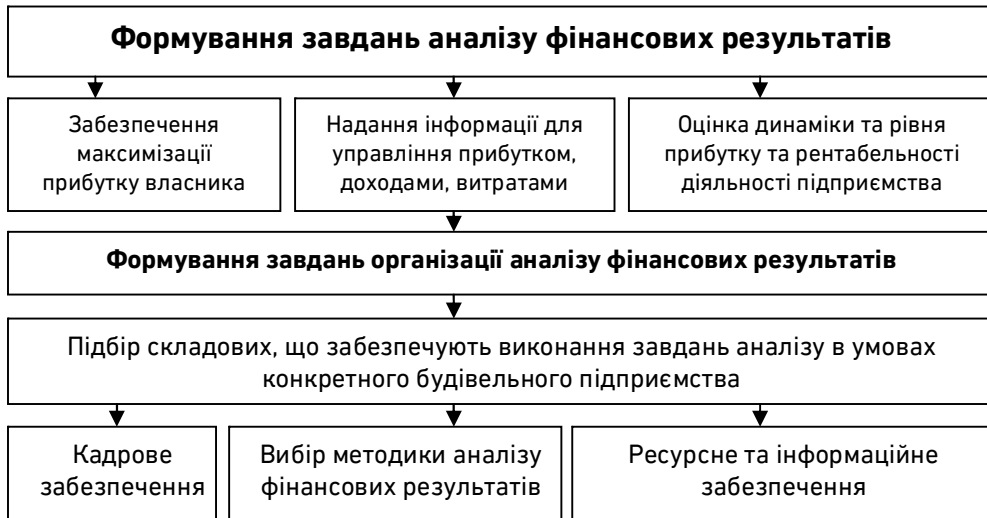 Формування завдань аналізу фінансових результатів
Забезпечення
максимізації
прибутку власника
Надання інформації для
управління прибутком,
доходами, витратами
Оцінка динаміки та рівня
прибутку та рентабельності
діяльності підприємства
Формування завдань організації аналізу фінансових результатів
Підбір складових, що забезпечують виконання завдань аналізу в умовах
конкретного будівельного підприємства
Кадрове
забезпечення
Вибір методики аналізу
фінансових результатів
Ресурсне та інформаційне
забезпечення